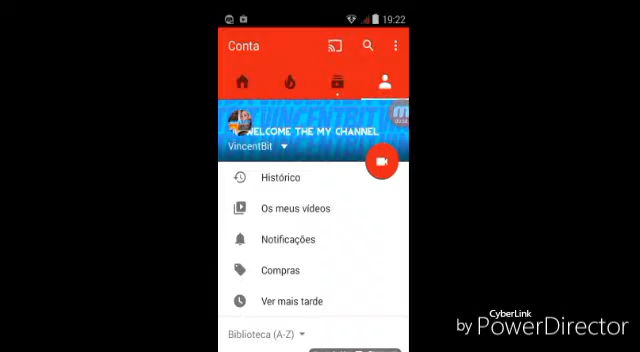 19:22
Conta
WELCOME THE MY CHANNEL
VincentBit
Histórico
Os meus vídeos
Notificações
Compras
Ver mais tarde
Biblioteca (A-Z)
CyberLink
by PowerDirector